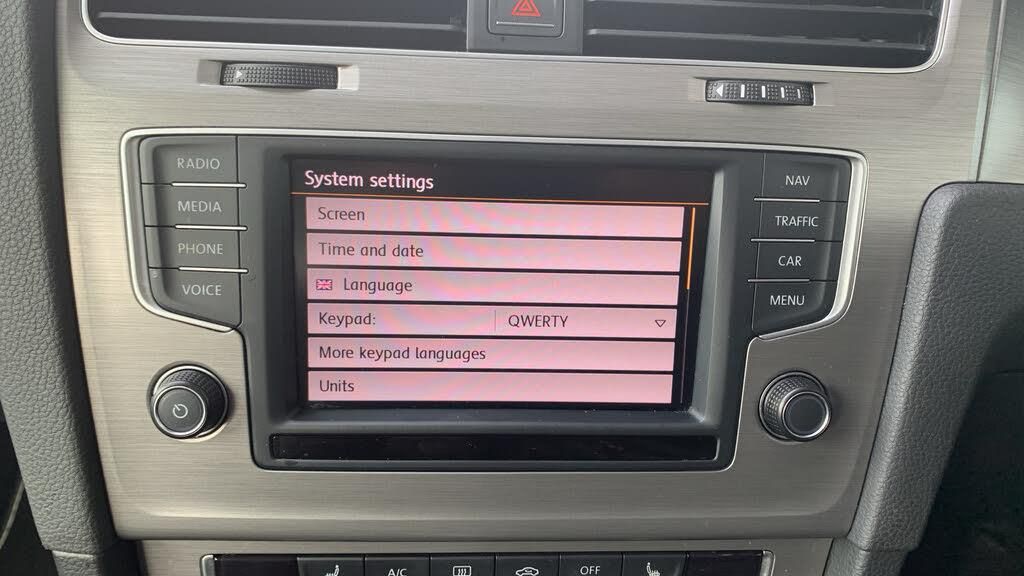 RADIO
MEDIA
PHONE
VOICE
System settings
Screen
Time and date
Language
Keypad: QWERTY
More keypad languages
Units
NAV
TRAFFIC
CAR
MENU
A/C
OFF